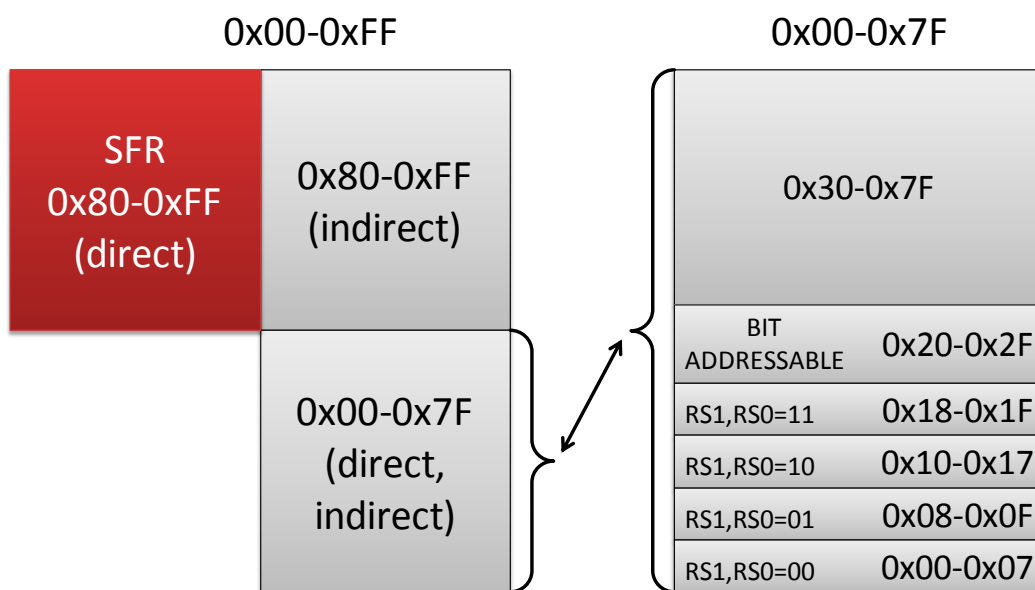 0x00-0xFF
SFR
0x80-0xFF
(direct)
0x80-0xFF
(indirect)
0x00-0x7F
(direct,
indirect)
0x00-0x7F
0x30-0x7F
BIT
ADDRESSABLE 0x20-0x2F
RS1,RS0=11 0x18-0x1F
RS1,RS0=10 0x10-0x17
RS1,RS0=01 0x08-0x0F
RS1,RS0=00 0x00-0x07